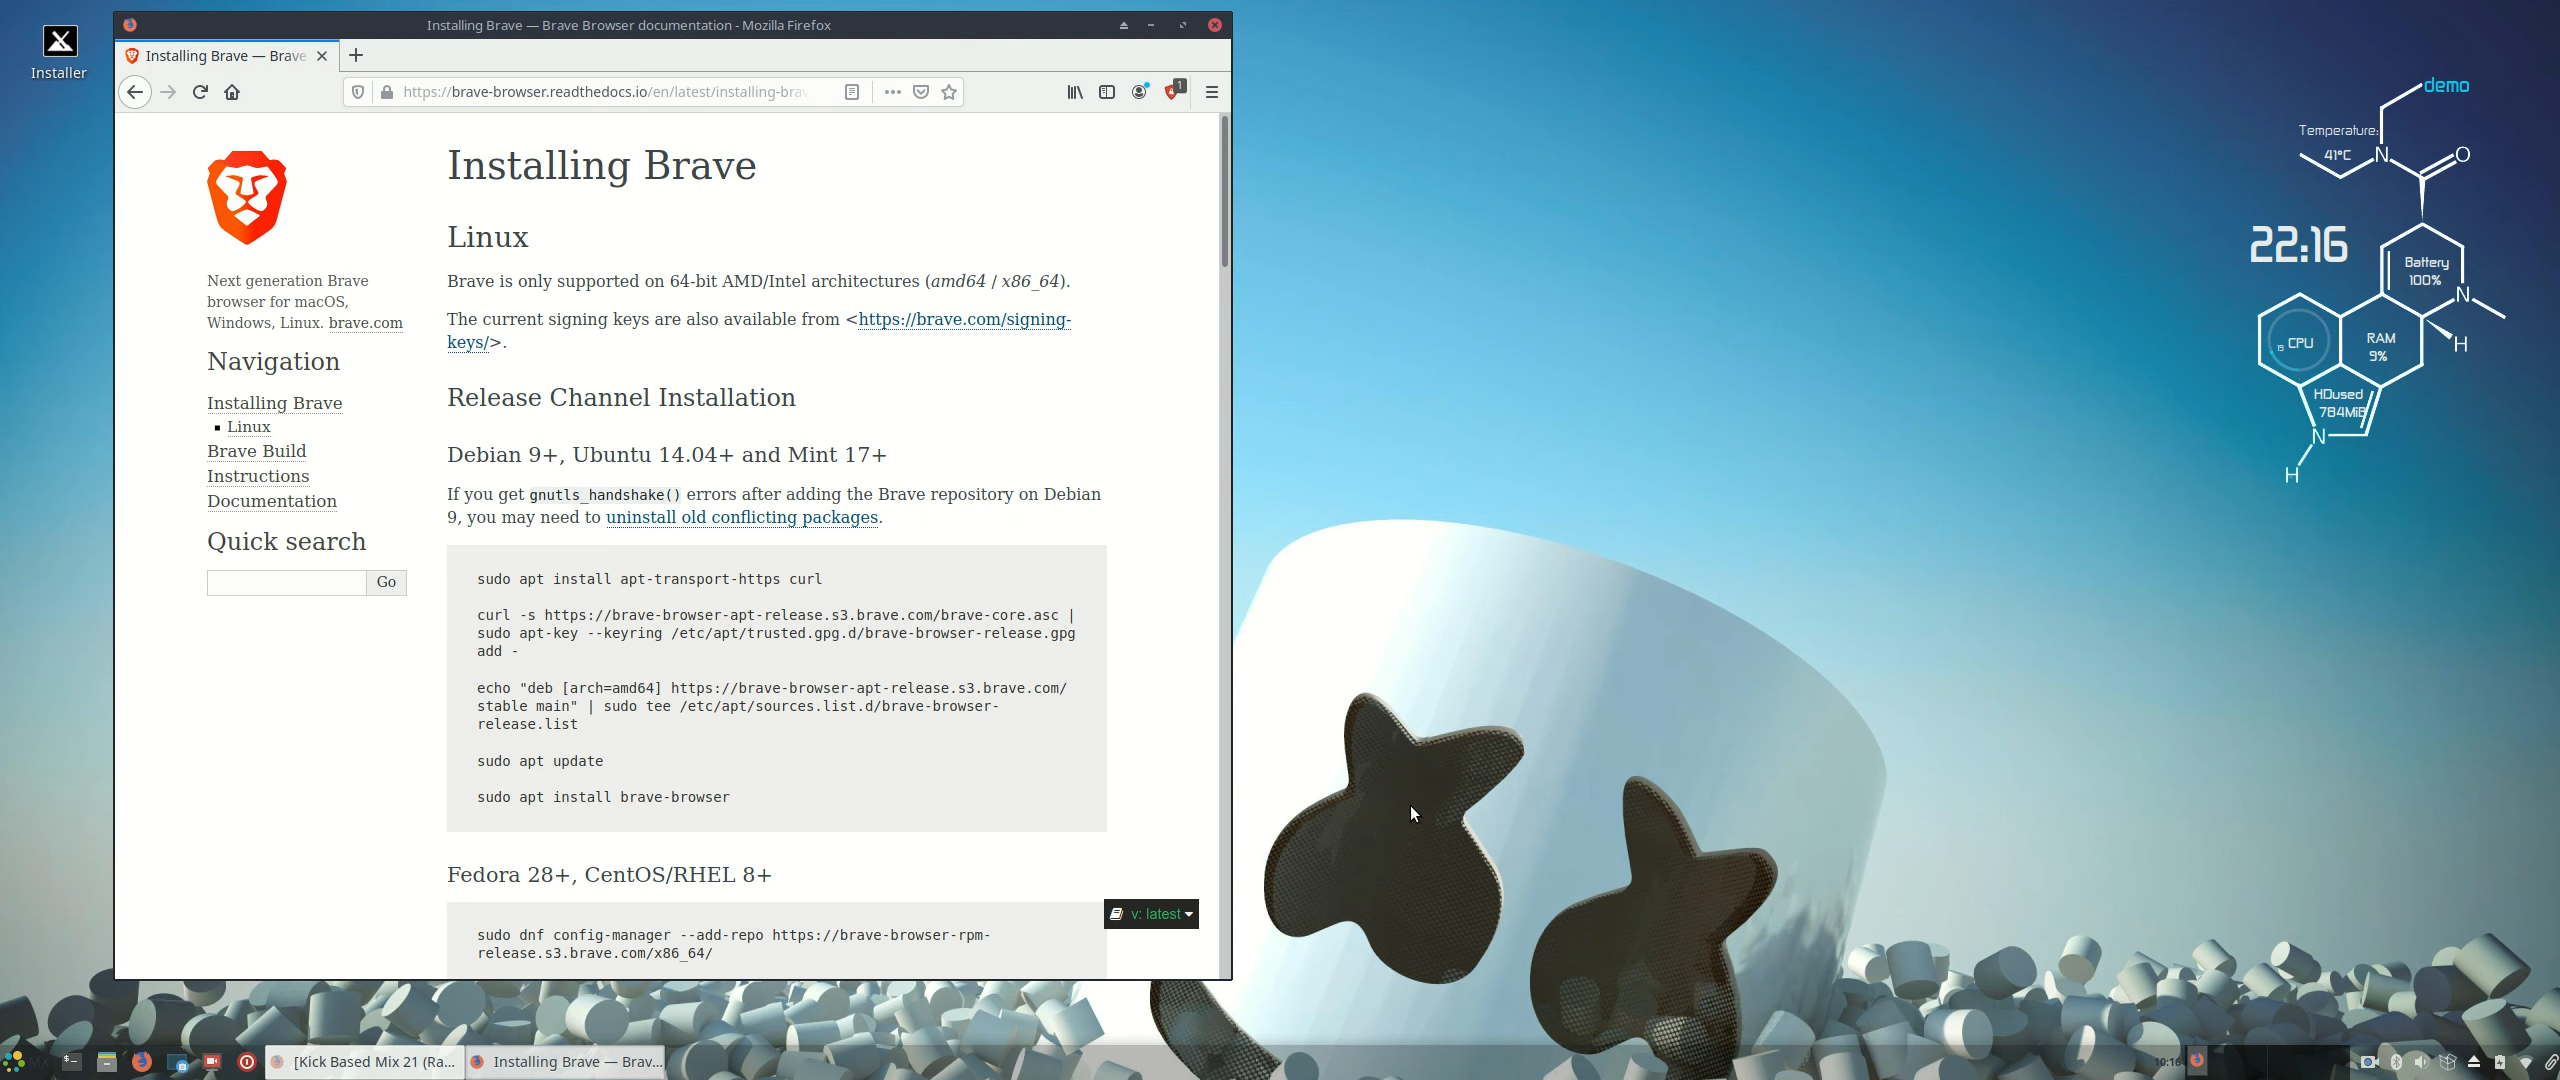 Installer
Installing Brave — Brave Browser documentation - Mozilla Firefox
Installing Brave — Brave
https://brave-browser.readthedocs.io/en/latest/installing-brav
1
Next generation Brave
browser for macOS,
Windows, Linux. brave.com
Navigation
Installing Brave
Linux
Brave Build
Instructions
Documentation
Quick search
Go
Installing Brave
Linux
Brave is only supported on 64-bit AMD/Intel architectures (amd64 / x86_64).
The current signing keys are also available from <https://brave.com/signing-
keys/>.
Release Channel Installation
Debian 9+, Ubuntu 14.04+ and Mint 17+
If you get gnutls_handshake() errors after adding the Brave repository on Debian
9, you may need to uninstall old conflicting packages.
sudo apt install apt-transport-https curl
curl -s https://brave-browser-apt-release.s3.brave.com/brave-core.asc |
sudo apt-key --keyring /etc/apt/trusted.gpg.d/brave-browser-release.gpg
add -
echo "deb [arch=amd64] https://brave-browser-apt-release.s3.brave.com/
stable main" | sudo tee /etc/apt/sources.list.d/brave-browser-
release.list
sudo apt update
sudo apt install brave-browser
Fedora 28+, CentOS/RHEL 8+
sudo dnf config-manager --add-repo https://brave-browser-rpm-
release.s3.brave.com/x86_64/
v: latest
demo
Temperature:
41°C
N
O
22:16
Battery
100%
N
CPU
RAM
9%
H
HDused
784MiB
N
H
[Kick Based Mix 21 (Ra...
Installing Brave — Brav...
10:16